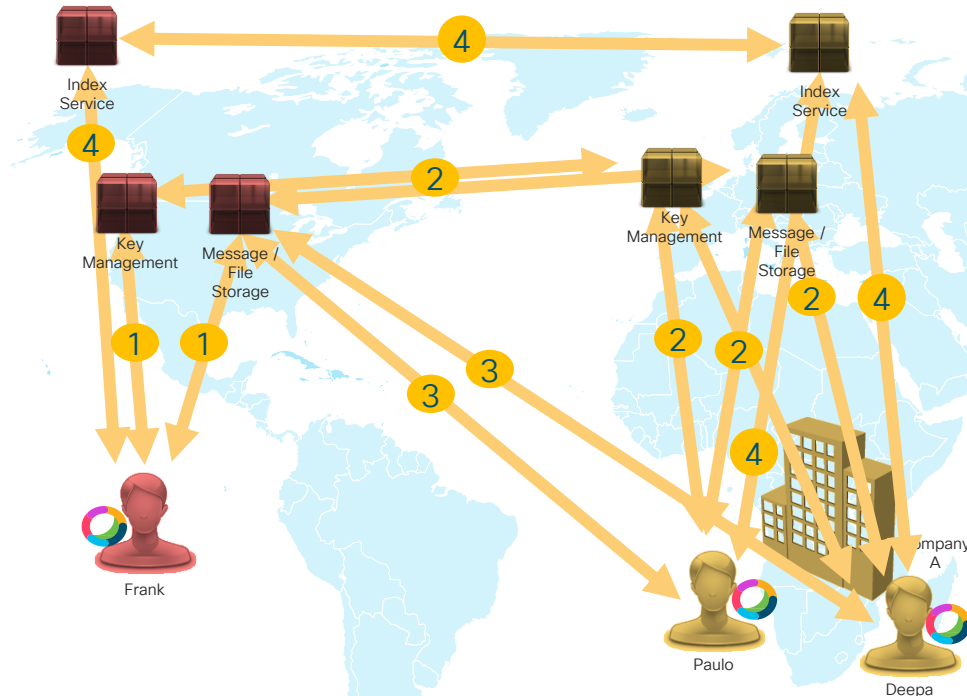 4
Index
Service
Index
Service
4
2
Key
Management
Message /
File
Storage
Key
Management
Message /
File
Storage
1
1
3
3
2
2
2
4
4
ompany
A
Frank
Paulo
Deepa